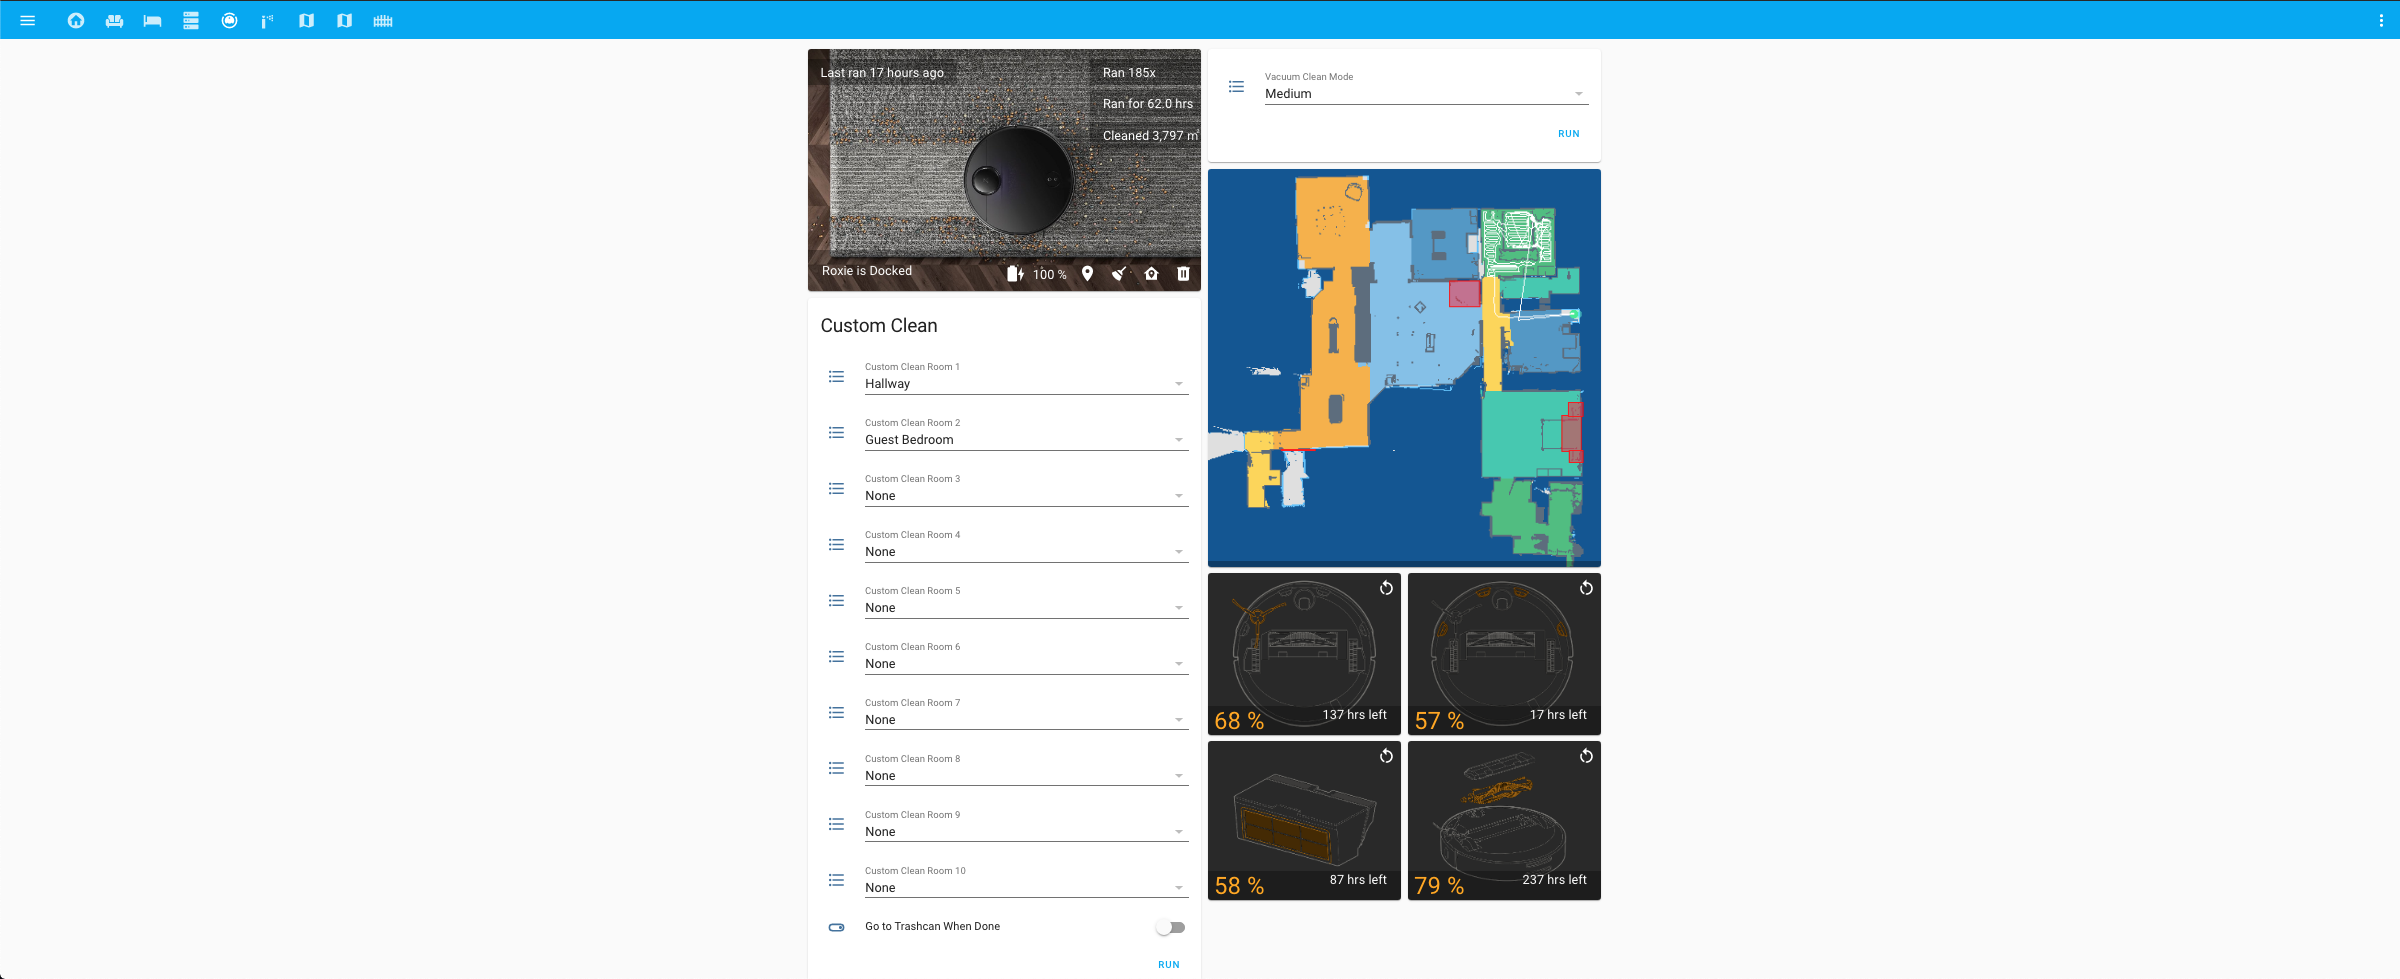 Last ran 17 hours ago
Ran 185x
Ran for 62.0 hrs
Cleaned 3,797 m²
Roxie is Docked
100 %
Custom Clean
Custom Clean Room 1
Hallway
Custom Clean Room 2
Guest Bedroom
Custom Clean Room 3
None
Custom Clean Room 4
None
Custom Clean Room 5
None
Custom Clean Room 6
None
Custom Clean Room 7
None
Custom Clean Room 8
None
Custom Clean Room 9
None
Custom Clean Room 10
None
Go to Trashcan When Done
RUN
Vacuum Clean Mode
Medium
RUN
68 %
137 hrs left
57 %
17 hrs left
58 %
87 hrs left
79 %
237 hrs left